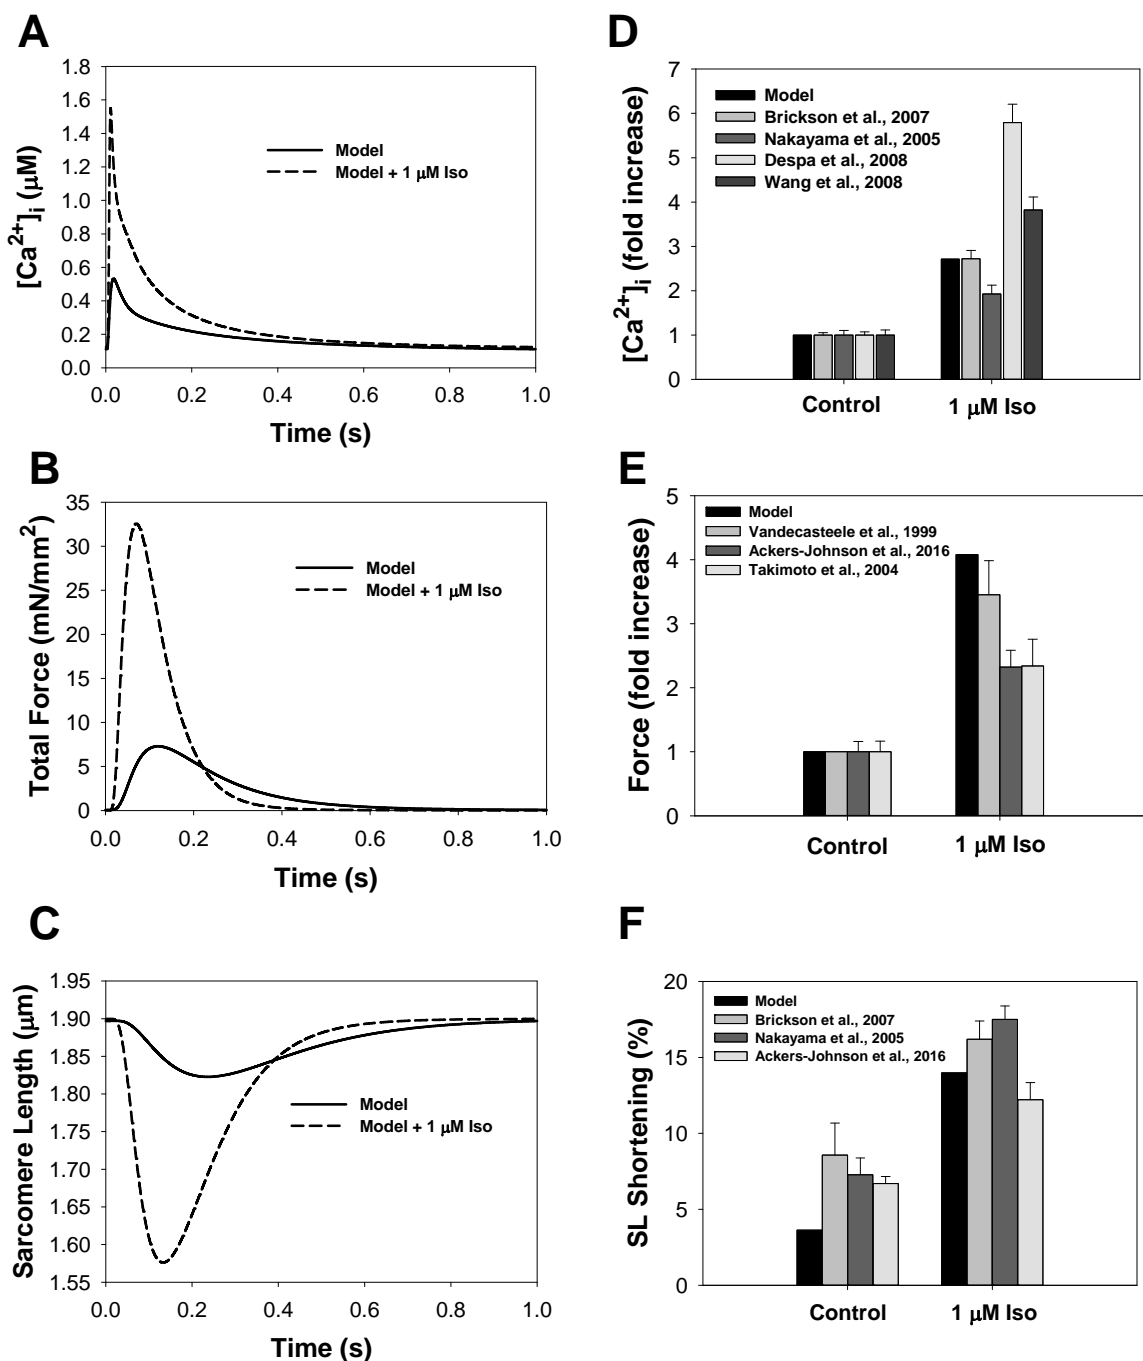 A
[Ca2+]i (μM)
1.8
1.6
1.4
1.2
1.0
0.8
0.6
0.4
0.2
0.0
Model
Model + 1 μM Iso
0.0 0.2 0.4 0.6 0.8 1.0
Time (s)
D
[Ca2+]i (fold increase)
7
6
5
4
3
2
1
0
Model
Brickson et al., 2007
Nakayama et al., 2005
Despa et al., 2008
Wang et al., 2008
Control 1 μM Iso
B
Total Force (mN/mm2)
35
30
25
20
15
10
5
0
Model
Model + 1 μM Iso
0.0 0.2 0.4 0.6 0.8 1.0
Time (s)
E
Force (fold increase)
5
4
3
2
1
0
Model
Vandecasteele et al., 1999
Ackers-Johnson et al., 2016
Takimoto et al., 2004
Control 1 μM Iso
C
Sarcomere Length (μm)
1.95
1.90
1.85
1.80
1.75
1.70
1.65
1.60
1.55
Model
Model + 1 μM Iso
0.0 0.2 0.4 0.6 0.8 1.0
Time (s)
F
SL Shortening (%)
20
15
10
5
0
Model
Brickson et al., 2007
Nakayama et al., 2005
Ackers-Johnson et al., 2016
Control 1 μM Iso